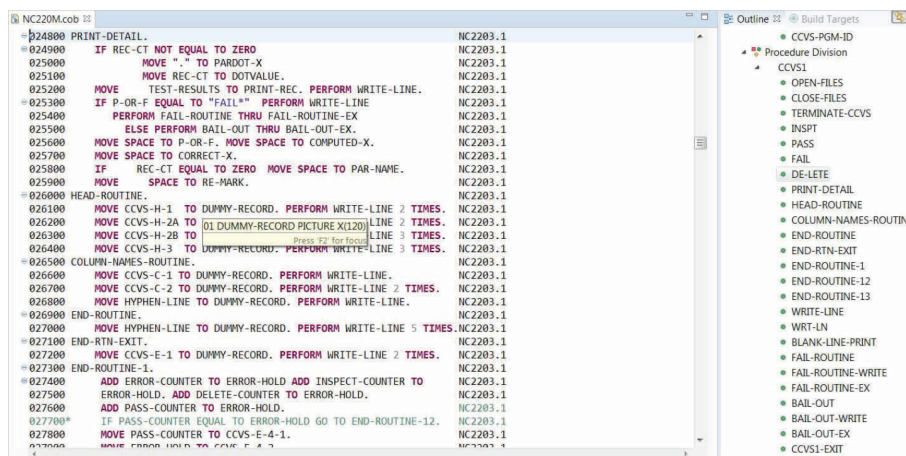 NC220M.cob
024800 PRINT-DETAIL. NC2203.1
024900 IF REC-CT NOT EQUAL TO ZERO NC2203.1
025000 MOVE "." TO PARDOT-X NC2203.1
025100 MOVE REC-CT TO DOTVALUE. NC2203.1
025200 MOVE TEST-RESULTS TO PRINT-REC. PERFORM WRITE-LINE. NC2203.1
025300 IF P-OR-F EQUAL TO "FAIL*" PERFORM WRITE-LINE NC2203.1
025400 PERFORM FAIL-ROUTINE THRU FAIL-ROUTINE-EX NC2203.1
025500 ELSE PERFORM BAIL-OUT THRU BAIL-OUT-EX. NC2203.1
025600 MOVE SPACE TO P-OR-F. MOVE SPACE TO COMPUTED-X. NC2203.1
025700 MOVE SPACE TO CORRECT-X. NC2203.1
025800 IF REC-CT EQUAL TO ZERO MOVE SPACE TO PAR-NAME. NC2203.1
025900 MOVE SPACE TO RE-MARK. NC2203.1
026000 HEAD-ROUTINE. NC2203.1
026100 MOVE CCVS-H-1 TO DUMMY-RECORD. PERFORM WRITE-LINE 2 TIMES. NC2203.1
026200 MOVE CCVS-H-2A TO LINE 2 TIMES. NC2203.1
01 DUMMY-RECORD PICTURE X(120)
026300 MOVE CCVS-H-2B TO LINE 3 TIMES. NC2203.1
Press 'F2' for focus
026400 MOVE CCVS-H-3 TO DUMMY-RECORD. PERFORM WRITE-LINE 3 TIMES. NC2203.1
026500 COLUMN-NAMES-ROUTINE. NC2203.1
026600 MOVE CCVS-C-1 TO DUMMY-RECORD. PERFORM WRITE-LINE. NC2203.1
026700 MOVE CCVS-C-2 TO DUMMY-RECORD. PERFORM WRITE-LINE 2 TIMES. NC2203.1
026800 MOVE HYPHEN-LINE TO DUMMY-RECORD. PERFORM WRITE-LINE. NC2203.1
026900 END-ROUTINE. NC2203.1
027000 MOVE HYPHEN-LINE TO DUMMY-RECORD. PERFORM WRITE-LINE 5 TIMES.NC2203.1
027100 END-RTN-EXIT. NC2203.1
027200 MOVE CCVS-E-1 TO DUMMY-RECORD. PERFORM WRITE-LINE 2 TIMES. NC2203.1
027300 END-ROUTINE-1. NC2203.1
027400 ADD ERROR-COUNTER TO ERROR-HOLD ADD INSPECT-COUNTER TO NC2203.1
027500 ERROR-HOLD. ADD DELETE-COUNTER TO ERROR-HOLD. NC2203.1
027600 ADD PASS-COUNTER TO ERROR-HOLD. NC2203.1
027700* IF PASS-COUNTER EQUAL TO ERROR-HOLD GO TO END-ROUTINE-12. NC2203.1
027800 MOVE PASS-COUNTER TO CCVS-E-4-1. NC2203.1
027900 MOVE ERROR-HOLD TO CCVS-E-4-2. NC2203.1
Outline
Build Targets
CCVS-PGM-ID
Procedure Division
CCVS1
OPEN-FILES
CLOSE-FILES
TERMINATE-CCVS
INSPT
PASS
FAIL
DE-LETE
PRINT-DETAIL
HEAD-ROUTINE
COLUMN-NAMES-ROUTIN
END-ROUTINE
END-RTN-EXIT
END-ROUTINE-1
END-ROUTINE-12
END-ROUTINE-13
WRITE-LINE
WRT-LN
BLANK-LINE-PRINT
FAIL-ROUTINE
FAIL-ROUTINE-WRITE
FAIL-ROUTINE-EX
BAIL-OUT
BAIL-OUT-WRITE
BAIL-OUT-EX
CCVS1-EXIT